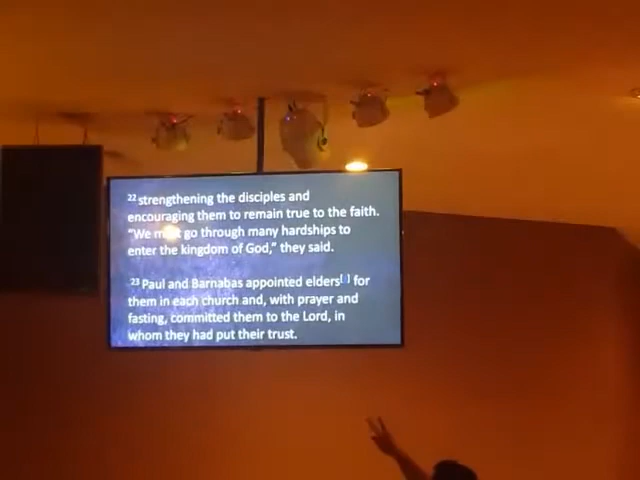 22 strengthening the disciples and
encouraging them to remain true to the faith.
“We must go through many hardships to
enter the kingdom of God,” they said.
23 Paul and Barnabas appointed elders[ ] for
them in each church and, with prayer and
fasting, committed them to the Lord, in
whom they had put their trust.